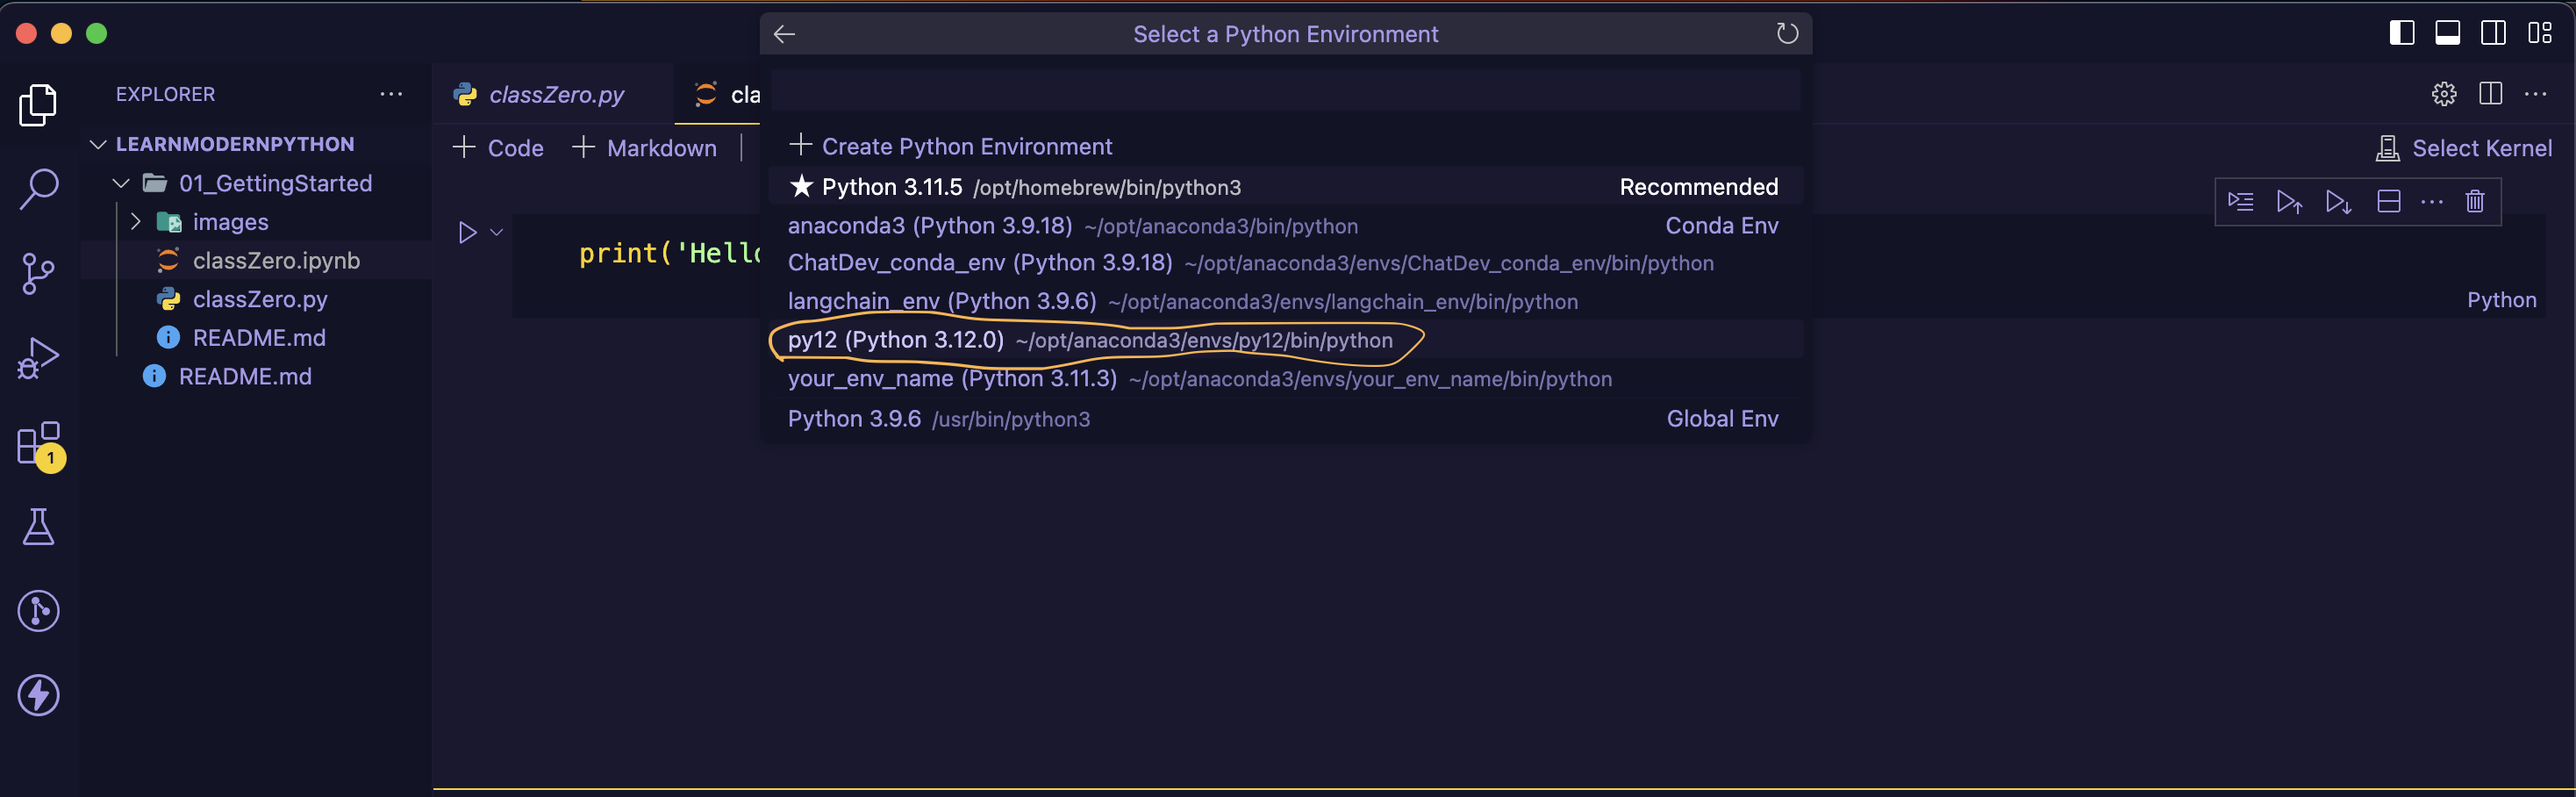 Select a Python Environment
EXPLORER
LEARNMODERNPYTHON
01_GettingStarted
images
classZero.ipynb
classZero.py
README.md
README.md
1
classZero.py
cla
Code
Markdown
Select Kernel
print('Hello
Python
Create Python Environment
Python 3.11.5 /opt/homebrew/bin/python3 Recommended
anaconda3 (Python 3.9.18) ~/opt/anaconda3/bin/python Conda Env
ChatDev_conda_env (Python 3.9.18) ~/opt/anaconda3/envs/ChatDev_conda_env/bin/python
langchain_env (Python 3.9.6) ~/opt/anaconda3/envs/langchain_env/bin/python
py12 (Python 3.12.0) ~/opt/anaconda3/envs/py12/bin/python
your_env_name (Python 3.11.3) ~/opt/anaconda3/envs/your_env_name/bin/python
Python 3.9.6 /usr/bin/python3 Global Env